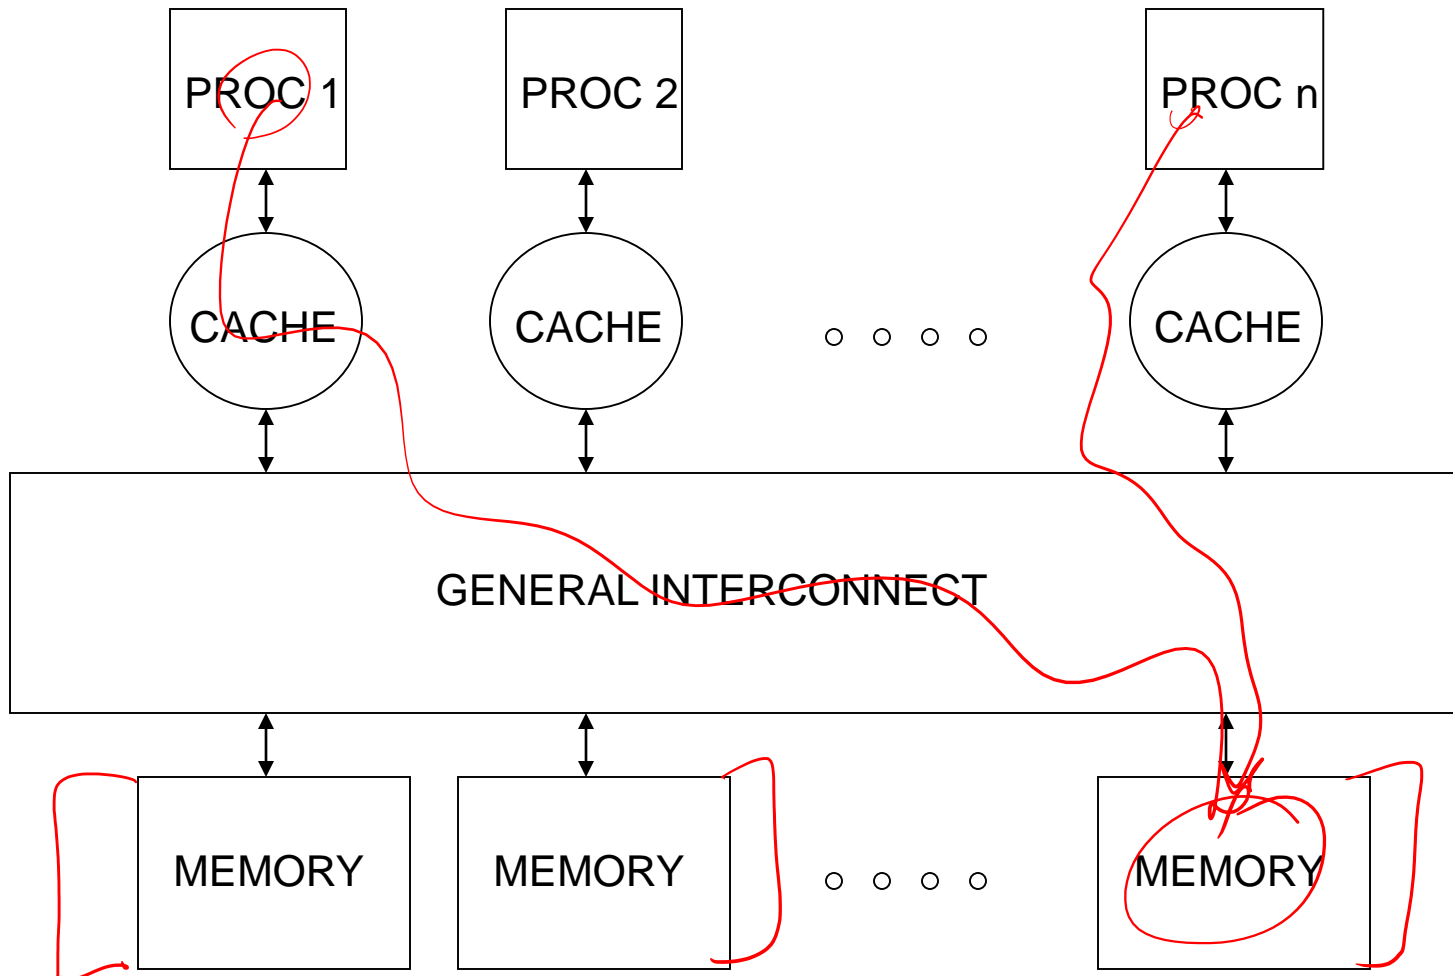 PROC 1 PROC 2 PROC n
CACHE CACHE CACHE
GENERAL INTERCONNECT
MEMORY MEMORY MEMORY